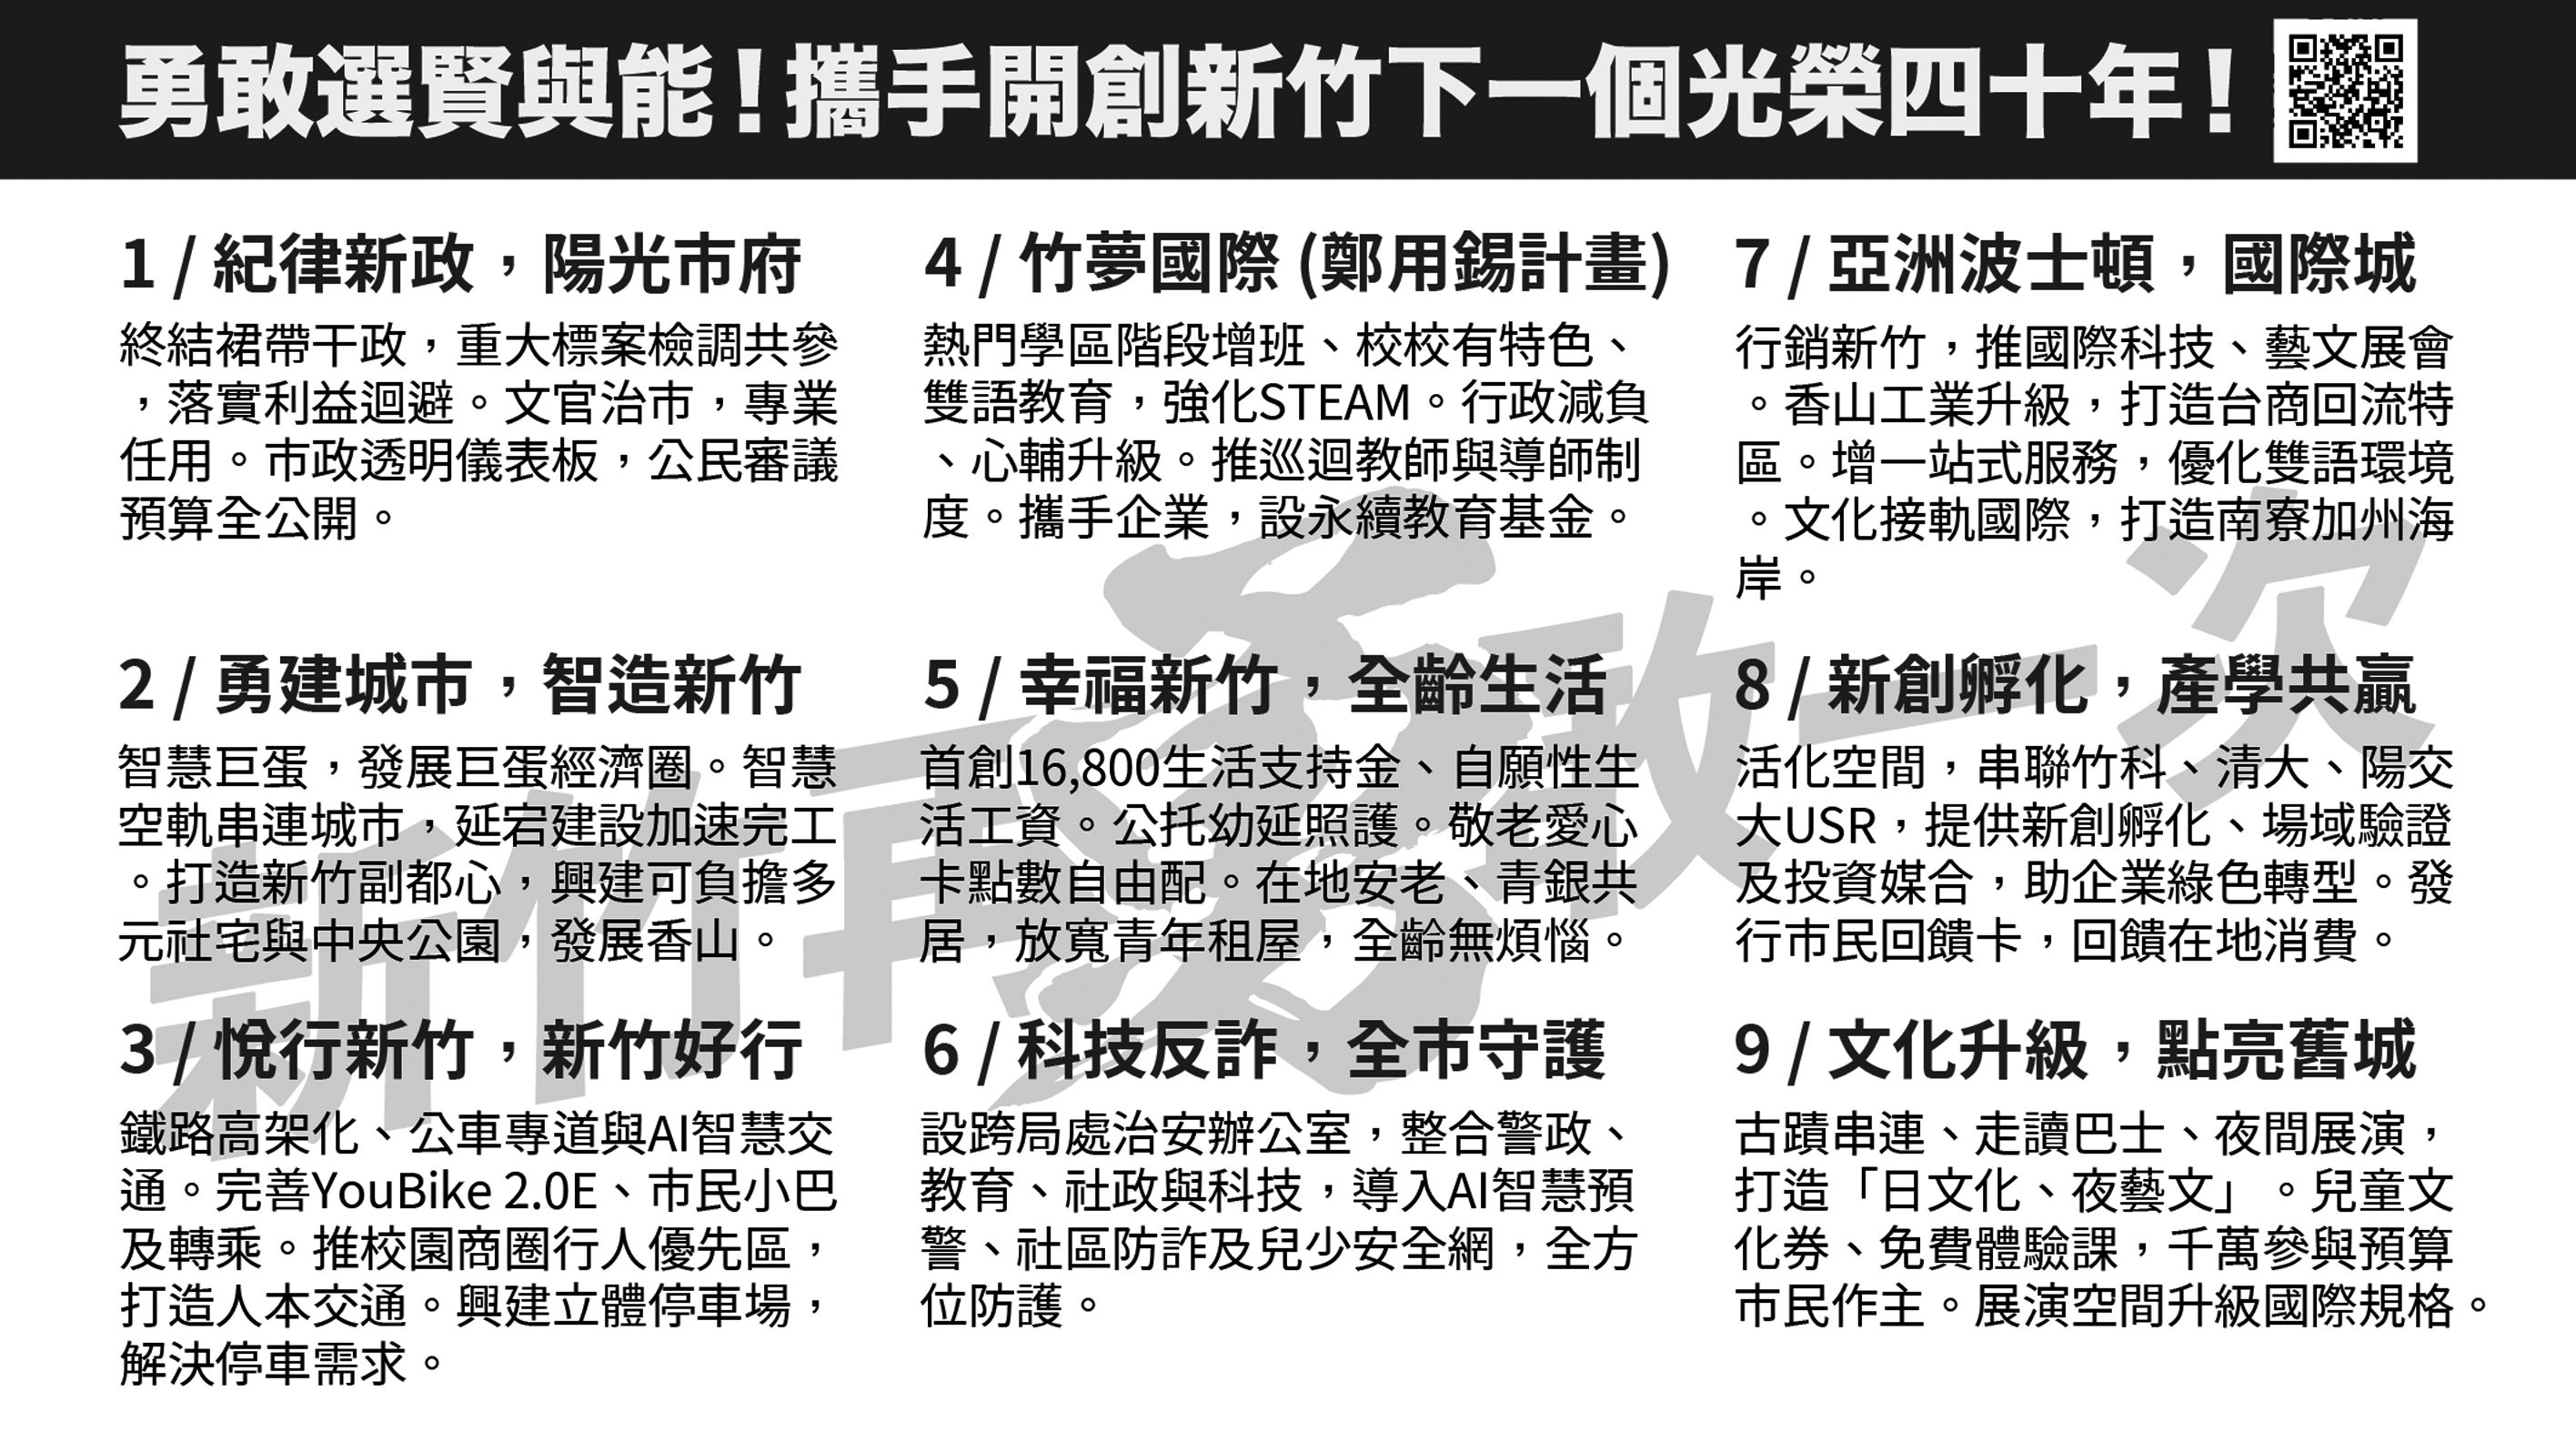 勇敢選賢與能！攜手開創新竹下一個光榮四十年！
1 / 紀律新政，陽光市府
終結裙帶干政，重大標案檢調共參
，落實利益迴避。文官治市，專業
任用。市政透明儀表板，公民審議
預算全公開。
2 / 勇建城市，智造新竹
智慧巨蛋，發展巨蛋經濟圈。智慧
空軌串連城市，延宕建設加速完工
。打造新竹副都心，興建可負擔多
元社宅與中央公園，發展香山。
3 / 悅行新竹，新竹好行
鐵路高架化、公車專道與AI智慧交
通。完善YouBike 2.0E、市民小巴
及轉乘。推校園商圈行人優先區，
打造人本交通。興建立體停車場，
解決停車需求。
4 / 竹夢國際 (鄭用錫計畫)
熱門學區階段增班、校校有特色、
雙語教育，強化STEAM。行政減負
、心輔升級。推巡迴教師與導師制
度。攜手企業，設永續教育基金。
5 / 幸福新竹，全齡生活
首創16,800生活支持金、自願性生
活工資。公托幼延照護。敬老愛心
卡點數自由配。在地安老、青銀共
居，放寬青年租屋，全齡無煩惱。
6 / 科技反詐，全市守護
設跨局處治安辦公室，整合警政、
教育、社政與科技，導入AI智慧預
警、社區防詐及兒少安全網，全方
位防護。
7 / 亞洲波士頓，國際城
行銷新竹，推國際科技、藝文展會
。香山工業升級，打造台商回流特
區。增一站式服務，優化雙語環境
。文化接軌國際，打造南寮加州海
岸。
8 / 新創孵化，產學共贏
活化空間，串聯竹科、清大、陽交
大USR，提供新創孵化、場域驗證
及投資媒合，助企業綠色轉型。發
行市民回饋卡，回饋在地消費。
9 / 文化升級，點亮舊城
古蹟串連、走讀巴士、夜間展演，
打造「日文化、夜藝文」。兒童文
化券、免費體驗課，千萬參與預算
市民作主。展演空間升級國際規格。
新竹再勇敢一次